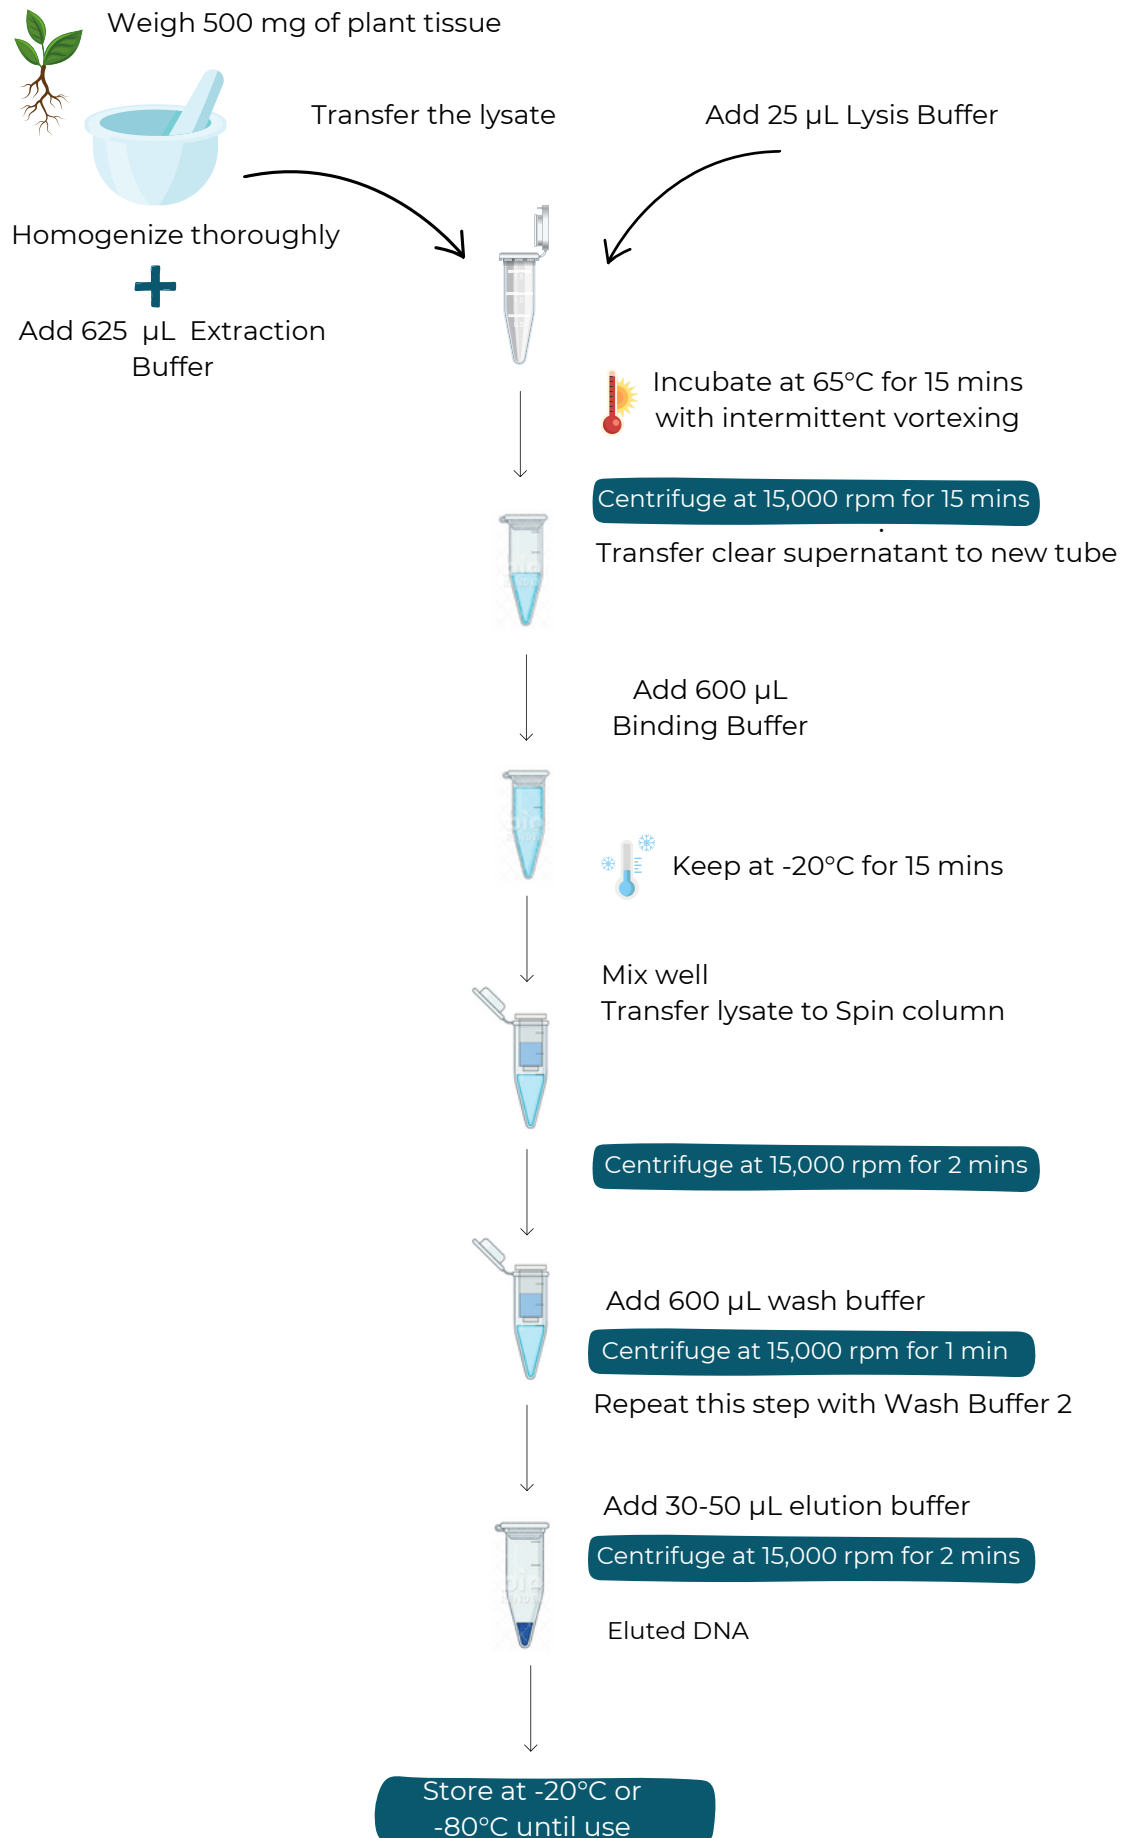 Weigh 500 mg of plant tissue
Transfer the lysate
Add 25 µL Lysis Buffer
Homogenize thoroughly
Add 625 µL Extraction
Buffer
Incubate at 65°C for 15 mins
with intermittent vortexing
Centrifuge at 15,000 rpm for 15 mins
.
Transfer clear supernatant to new tube
Add 600 µL
Binding Buffer
Keep at -20°C for 15 mins
Mix well
Transfer lysate to Spin column
Centrifuge at 15,000 rpm for 2 mins
Add 600 µL wash buffer
Centrifuge at 15,000 rpm for 1 min
Repeat this step with Wash Buffer 2
Add 30-50 µL elution buffer
Centrifuge at 15,000 rpm for 2 mins
Eluted DNA
Store at -20°C or
-80°C until use